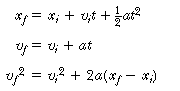 x_f = x_i + v_i t + ½at²
v_f = v_i + at
v_f² = v_i² + 2a(x_f − x_i)